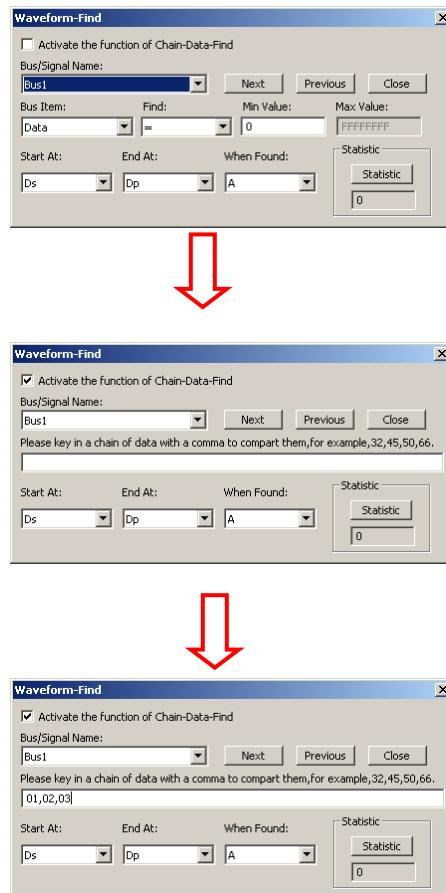 Waveform-Find
Activate the function of Chain-Data-Find
Bus/Signal Name:
Bus1 Next Previous Close
Bus Item: Find: Min Value: Max Value:
Data = 0 FFFFFFFF
Start At: End At: When Found: Statistic
Ds Dp A Statistic
0
Waveform-Find
Activate the function of Chain-Data-Find
Bus/Signal Name:
Bus1 Next Previous Close
Please key in a chain of data with a comma to compart them,for example,32,45,50,66.
Start At: End At: When Found: Statistic
Ds Dp A Statistic
0
Waveform-Find
Activate the function of Chain-Data-Find
Bus/Signal Name:
Bus1 Next Previous Close
Please key in a chain of data with a comma to compart them,for example,32,45,50,66.
01,02,03
Start At: End At: When Found: Statistic
Ds Dp A Statistic
0